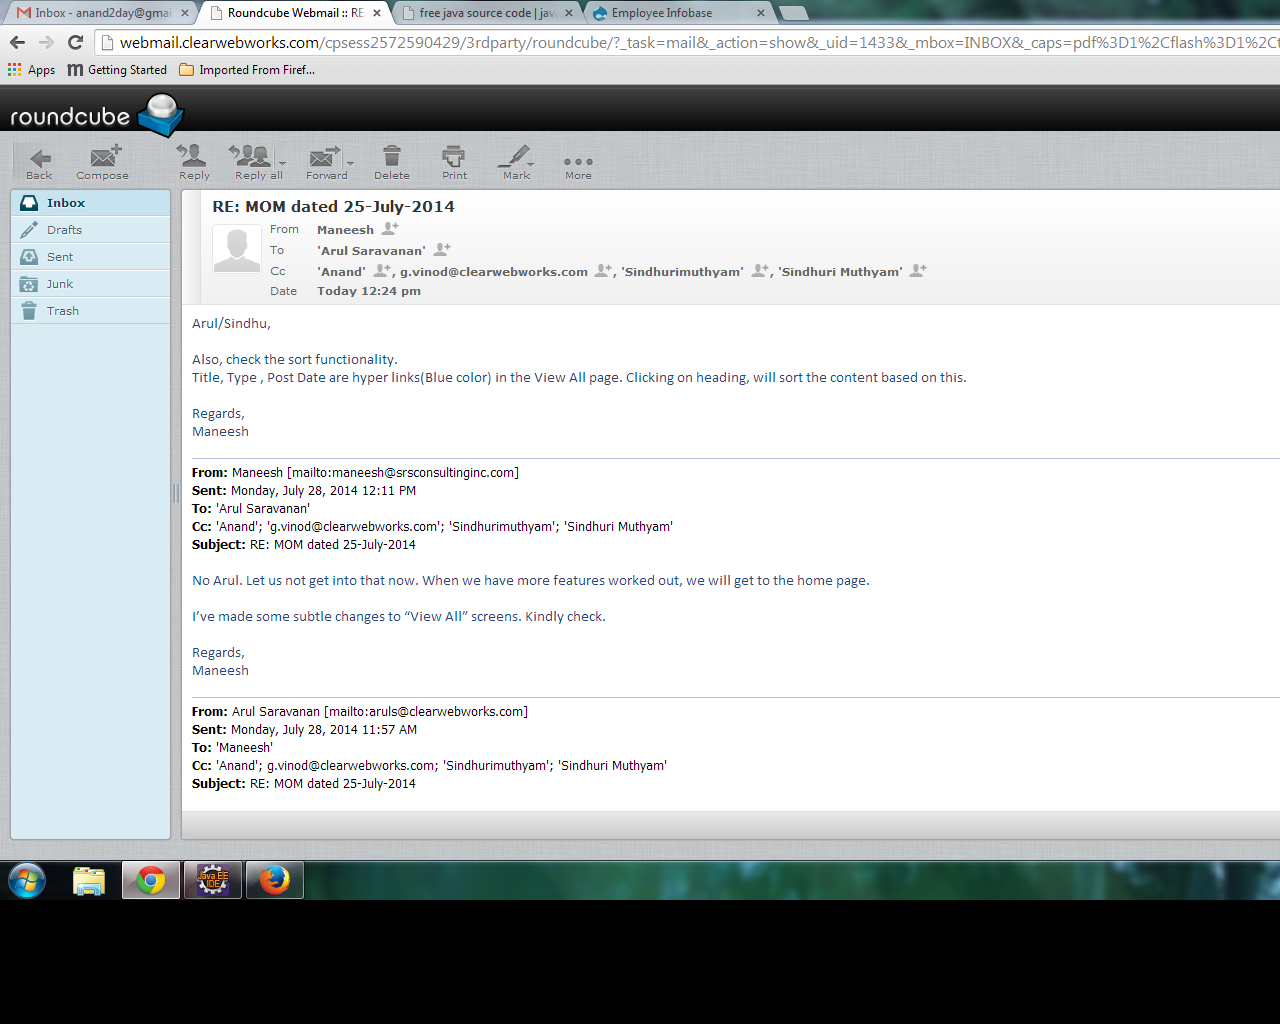 Inbox - anand2day@gmai
Roundcube Webmail :: RE
free java source code | jav
Employee Infobase
webmail.clearwebworks.com/cpsess2572590429/3rdparty/roundcube/?_task=mail&_action=show&_uid=1433&_mbox=INBOX&_caps=pdf%3D1%2Cflash%3D1%2Ct
Apps Getting Started Imported From Firef...
roundcube
Back Compose Reply Reply all Forward Delete Print Mark More
Inbox
Drafts
Sent
Junk
Trash
RE: MOM dated 25-July-2014
From Maneesh
To 'Arul Saravanan'
Cc 'Anand' , g.vinod@clearwebworks.com , 'Sindhurimuthyam' , 'Sindhuri Muthyam'
Date Today 12:24 pm
Arul/Sindhu,
Also, check the sort functionality.
Title, Type , Post Date are hyper links(Blue color) in the View All page. Clicking on heading, will sort the content based on this.
Regards,
Maneesh
From: Maneesh [mailto:maneesh@srsconsultinginc.com]
Sent: Monday, July 28, 2014 12:11 PM
To: 'Arul Saravanan'
Cc: 'Anand'; 'g.vinod@clearwebworks.com'; 'Sindhurimuthyam'; 'Sindhuri Muthyam'
Subject: RE: MOM dated 25-July-2014
No Arul. Let us not get into that now. When we have more features worked out, we will get to the home page.
I’ve made some subtle changes to “View All” screens. Kindly check.
Regards,
Maneesh
From: Arul Saravanan [mailto:aruls@clearwebworks.com]
Sent: Monday, July 28, 2014 11:57 AM
To: 'Maneesh'
Cc: 'Anand'; g.vinod@clearwebworks.com; 'Sindhurimuthyam'; 'Sindhuri Muthyam'
Subject: RE: MOM dated 25-July-2014
Java EE
IDE